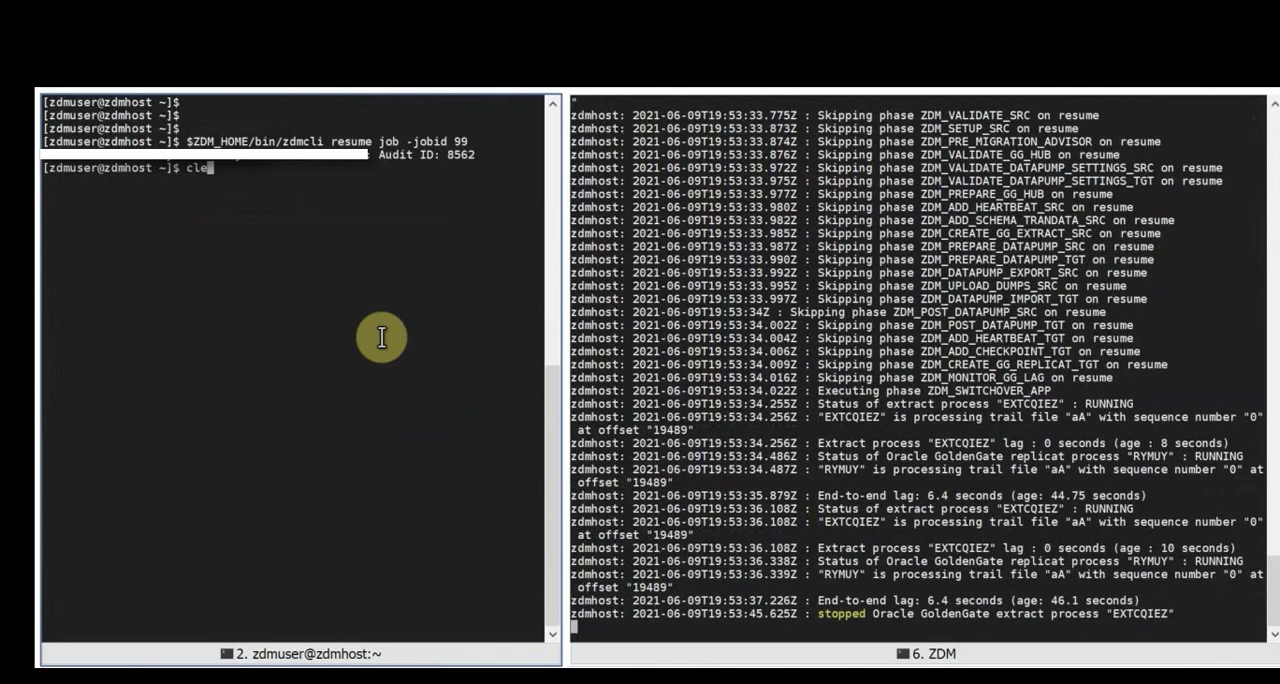 [zdmuser@zdmhost ~]$
[zdmuser@zdmhost ~]$
[zdmuser@zdmhost ~]$
[zdmuser@zdmhost ~]$ $ZDM_HOME/bin/zdmcli resume job -jobid 99
: Audit ID: 8562
[zdmuser@zdmhost ~]$ cle
2. zdmuser@zdmhost:~
"
zdmhost: 2021-06-09T19:53:33.775Z : Skipping phase ZDM_VALIDATE_SRC on resume
zdmhost: 2021-06-09T19:53:33.873Z : Skipping phase ZDM_SETUP_SRC on resume
zdmhost: 2021-06-09T19:53:33.874Z : Skipping phase ZDM_PRE_MIGRATION_ADVISOR on resume
zdmhost: 2021-06-09T19:53:33.876Z : Skipping phase ZDM_VALIDATE_GG_HUB on resume
zdmhost: 2021-06-09T19:53:33.972Z : Skipping phase ZDM_VALIDATE_DATAPUMP_SETTINGS_SRC on resume
zdmhost: 2021-06-09T19:53:33.975Z : Skipping phase ZDM_VALIDATE_DATAPUMP_SETTINGS_TGT on resume
zdmhost: 2021-06-09T19:53:33.977Z : Skipping phase ZDM_PREPARE_GG_HUB on resume
zdmhost: 2021-06-09T19:53:33.980Z : Skipping phase ZDM_ADD_HEARTBEAT_SRC on resume
zdmhost: 2021-06-09T19:53:33.982Z : Skipping phase ZDM_ADD_SCHEMA_TRANDATA_SRC on resume
zdmhost: 2021-06-09T19:53:33.985Z : Skipping phase ZDM_CREATE_GG_EXTRACT_SRC on resume
zdmhost: 2021-06-09T19:53:33.987Z : Skipping phase ZDM_PREPARE_DATAPUMP_SRC on resume
zdmhost: 2021-06-09T19:53:33.990Z : Skipping phase ZDM_PREPARE_DATAPUMP_TGT on resume
zdmhost: 2021-06-09T19:53:33.992Z : Skipping phase ZDM_DATAPUMP_EXPORT_SRC on resume
zdmhost: 2021-06-09T19:53:33.995Z : Skipping phase ZDM_UPLOAD_DUMPS_SRC on resume
zdmhost: 2021-06-09T19:53:33.997Z : Skipping phase ZDM_DATAPUMP_IMPORT_TGT on resume
zdmhost: 2021-06-09T19:53:34Z : Skipping phase ZDM_POST_DATAPUMP_SRC on resume
zdmhost: 2021-06-09T19:53:34.002Z : Skipping phase ZDM_POST_DATAPUMP_TGT on resume
zdmhost: 2021-06-09T19:53:34.004Z : Skipping phase ZDM_ADD_HEARTBEAT_TGT on resume
zdmhost: 2021-06-09T19:53:34.006Z : Skipping phase ZDM_ADD_CHECKPOINT_TGT on resume
zdmhost: 2021-06-09T19:53:34.009Z : Skipping phase ZDM_CREATE_GG_REPLICAT_TGT on resume
zdmhost: 2021-06-09T19:53:34.016Z : Skipping phase ZDM_MONITOR_GG_LAG on resume
zdmhost: 2021-06-09T19:53:34.022Z : Executing phase ZDM_SWITCHOVER_APP
zdmhost: 2021-06-09T19:53:34.255Z : Status of extract process "EXTCQIEZ" : RUNNING
zdmhost: 2021-06-09T19:53:34.256Z : "EXTCQIEZ" is processing trail file "aA" with sequence number "0"
at offset "19489"
zdmhost: 2021-06-09T19:53:34.256Z : Extract process "EXTCQIEZ" lag : 0 seconds (age : 8 seconds)
zdmhost: 2021-06-09T19:53:34.486Z : Status of Oracle GoldenGate replicat process "RYMUY" : RUNNING
zdmhost: 2021-06-09T19:53:34.487Z : "RYMUY" is processing trail file "aA" with sequence number "0" at
offset "19489"
zdmhost: 2021-06-09T19:53:35.879Z : End-to-end lag: 6.4 seconds (age: 44.75 seconds)
zdmhost: 2021-06-09T19:53:36.108Z : Status of extract process "EXTCQIEZ" : RUNNING
zdmhost: 2021-06-09T19:53:36.108Z : "EXTCQIEZ" is processing trail file "aA" with sequence number "0"
at offset "19489"
zdmhost: 2021-06-09T19:53:36.108Z : Extract process "EXTCQIEZ" lag : 0 seconds (age : 10 seconds)
zdmhost: 2021-06-09T19:53:36.338Z : Status of Oracle GoldenGate replicat process "RYMUY" : RUNNING
zdmhost: 2021-06-09T19:53:36.339Z : "RYMUY" is processing trail file "aA" with sequence number "0" at
offset "19489"
zdmhost: 2021-06-09T19:53:37.226Z : End-to-end lag: 6.4 seconds (age: 46.1 seconds)
zdmhost: 2021-06-09T19:53:45.625Z : stopped Oracle GoldenGate extract process "EXTCQIEZ"
6. ZDM